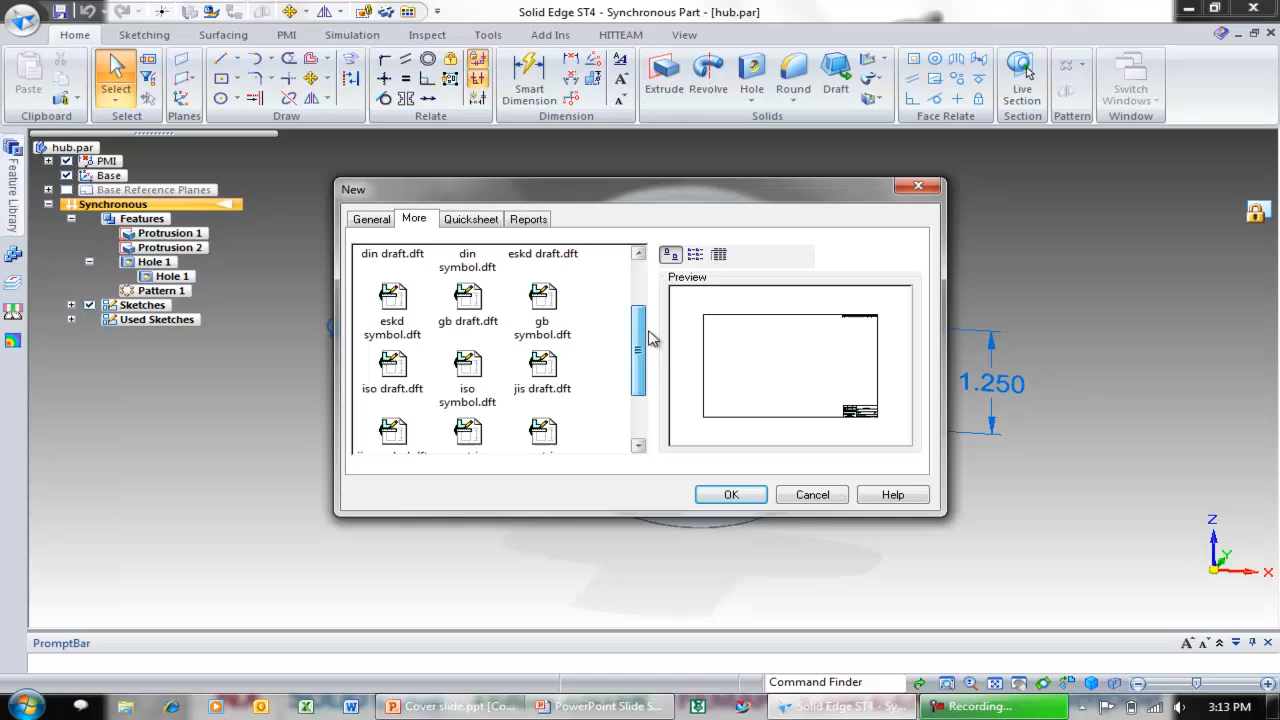 Solid Edge ST4 - Synchronous Part - [hub.par]
Home
Sketching
Surfacing
PMI
Simulation
Inspect
Tools
Add Ins
HITTEAM
View
Paste
Select
Smart
Dimension
Extrude
Revolve
Hole
Round
Draft
Live
Section
Switch
Windows
Clipboard
Select
Planes
Draw
Relate
Dimension
Solids
Face Relate
Section
Pattern
Window
Feature Library
hub.par
PMI
Base
Base Reference Planes
Synchronous
Features
Protrusion 1
Protrusion 2
Hole 1
Hole 1
Pattern 1
Sketches
Used Sketches
New
General
More
Quicksheet
Reports
din draft.dft
din
symbol.dft
eskd draft.dft
eskd
symbol.dft
gb draft.dft
gb
symbol.dft
iso draft.dft
iso
symbol.dft
jis draft.dft
Preview
OK
Cancel
Help
1.250
Z
Y
X
PromptBar
Command Finder
Cover slide.ppt [Co...
PowerPoint Slide S...
Solid Edge ST4 - Sy...
Recording...
3:13 PM